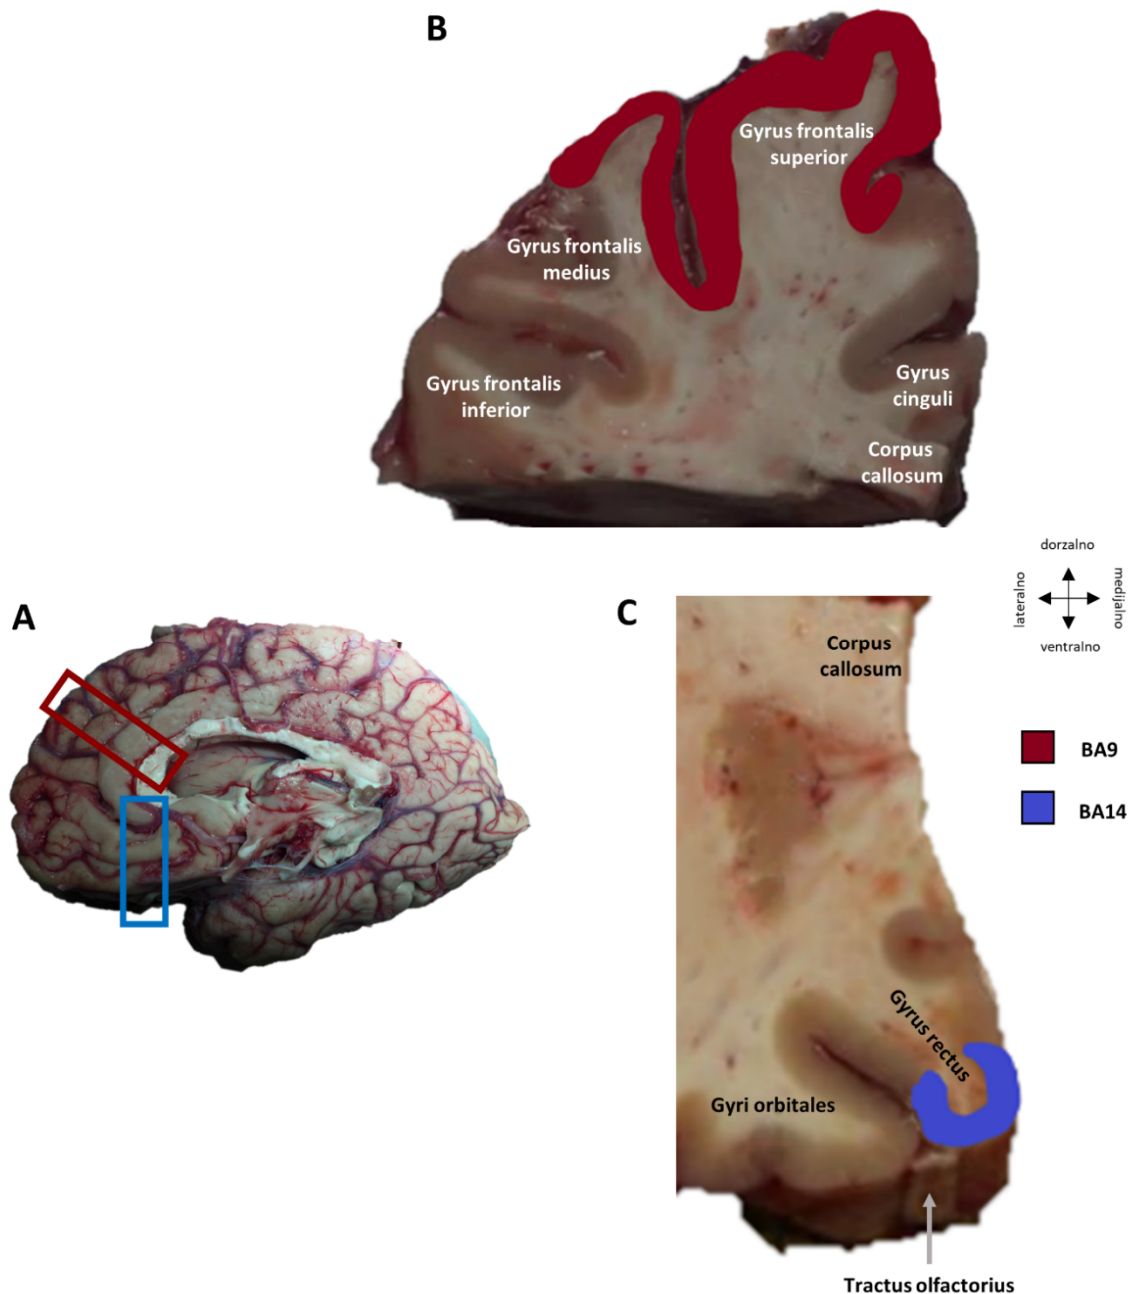 B
Gyrus frontalis
superior
Gyrus frontalis
medius
Gyrus frontalis
inferior
Gyrus
cinguli
Corpus
callosum
dorzalno
lateralno
medijalno
ventralno
A
C
Corpus
callosum
BA9
BA14
Gyrus rectus
Gyri orbitales
Tractus olfactorius